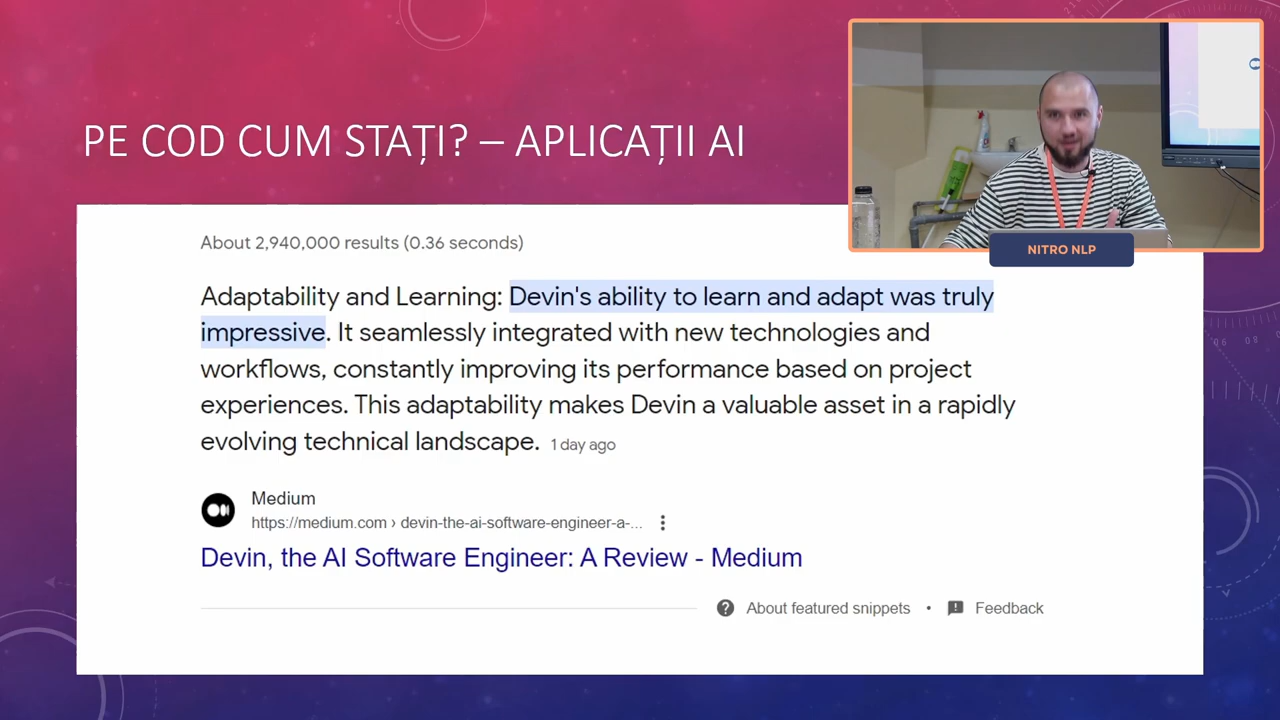 PE COD CUM STAȚI? – APLICAȚII AI
NITRO NLP
About 2,940,000 results (0.36 seconds)
Adaptability and Learning: Devin's ability to learn and adapt was truly
impressive. It seamlessly integrated with new technologies and
workflows, constantly improving its performance based on project
experiences. This adaptability makes Devin a valuable asset in a rapidly
evolving technical landscape. 1 day ago
Medium
https://medium.com › devin-the-ai-software-engineer-a-...
Devin, the AI Software Engineer: A Review - Medium
About featured snippets • Feedback